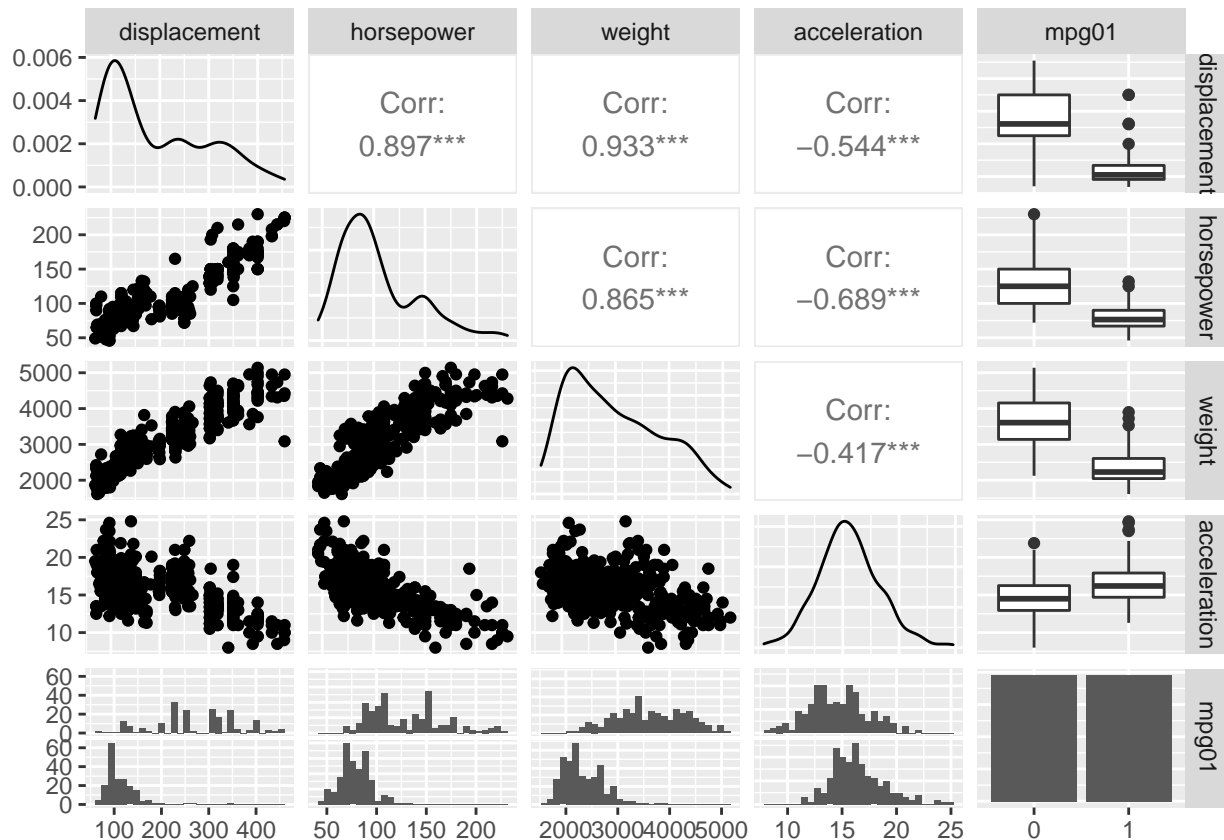 displacement horsepower weight acceleration mpg01
0.006
0.004
0.002
0.000
Corr:
0.897***
Corr:
0.933***
Corr:
−0.544***
displacement
200
150
100
50
Corr:
0.865***
Corr:
−0.689***
horsepower
5000
4000
3000
2000
Corr:
−0.417***
weight
25
20
15
10
acceleration
60
40
20
0
60
40
20
0
mpg01
100 200 300 400 50 100 150 200 2000 3000 4000 5000 10 15 20 25 0 1